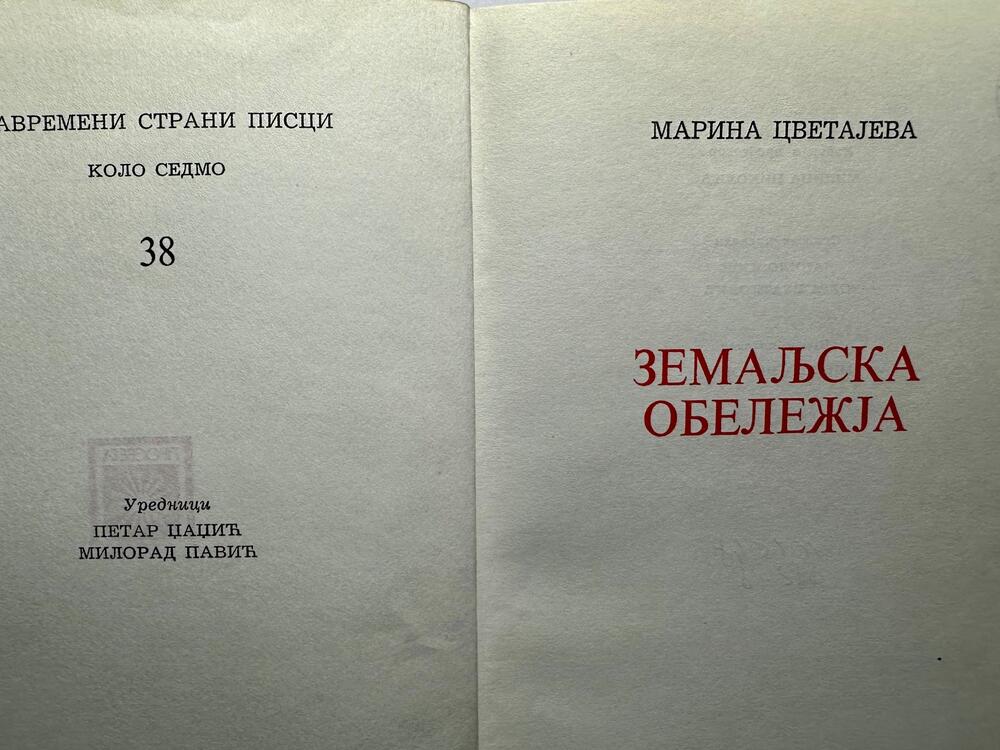 АВРЕМЕНИ СТРАНИ ПИСЦИ
КОЛО СЕДМО
38
Уредници
ПЕТАР ЏАЏИЋ
МИЛОРАД ПАВИЋ
МАРИНА ЦВЕТАЈЕВА
ЗЕМАЉСКА
ОБЕЛЕЖЈА